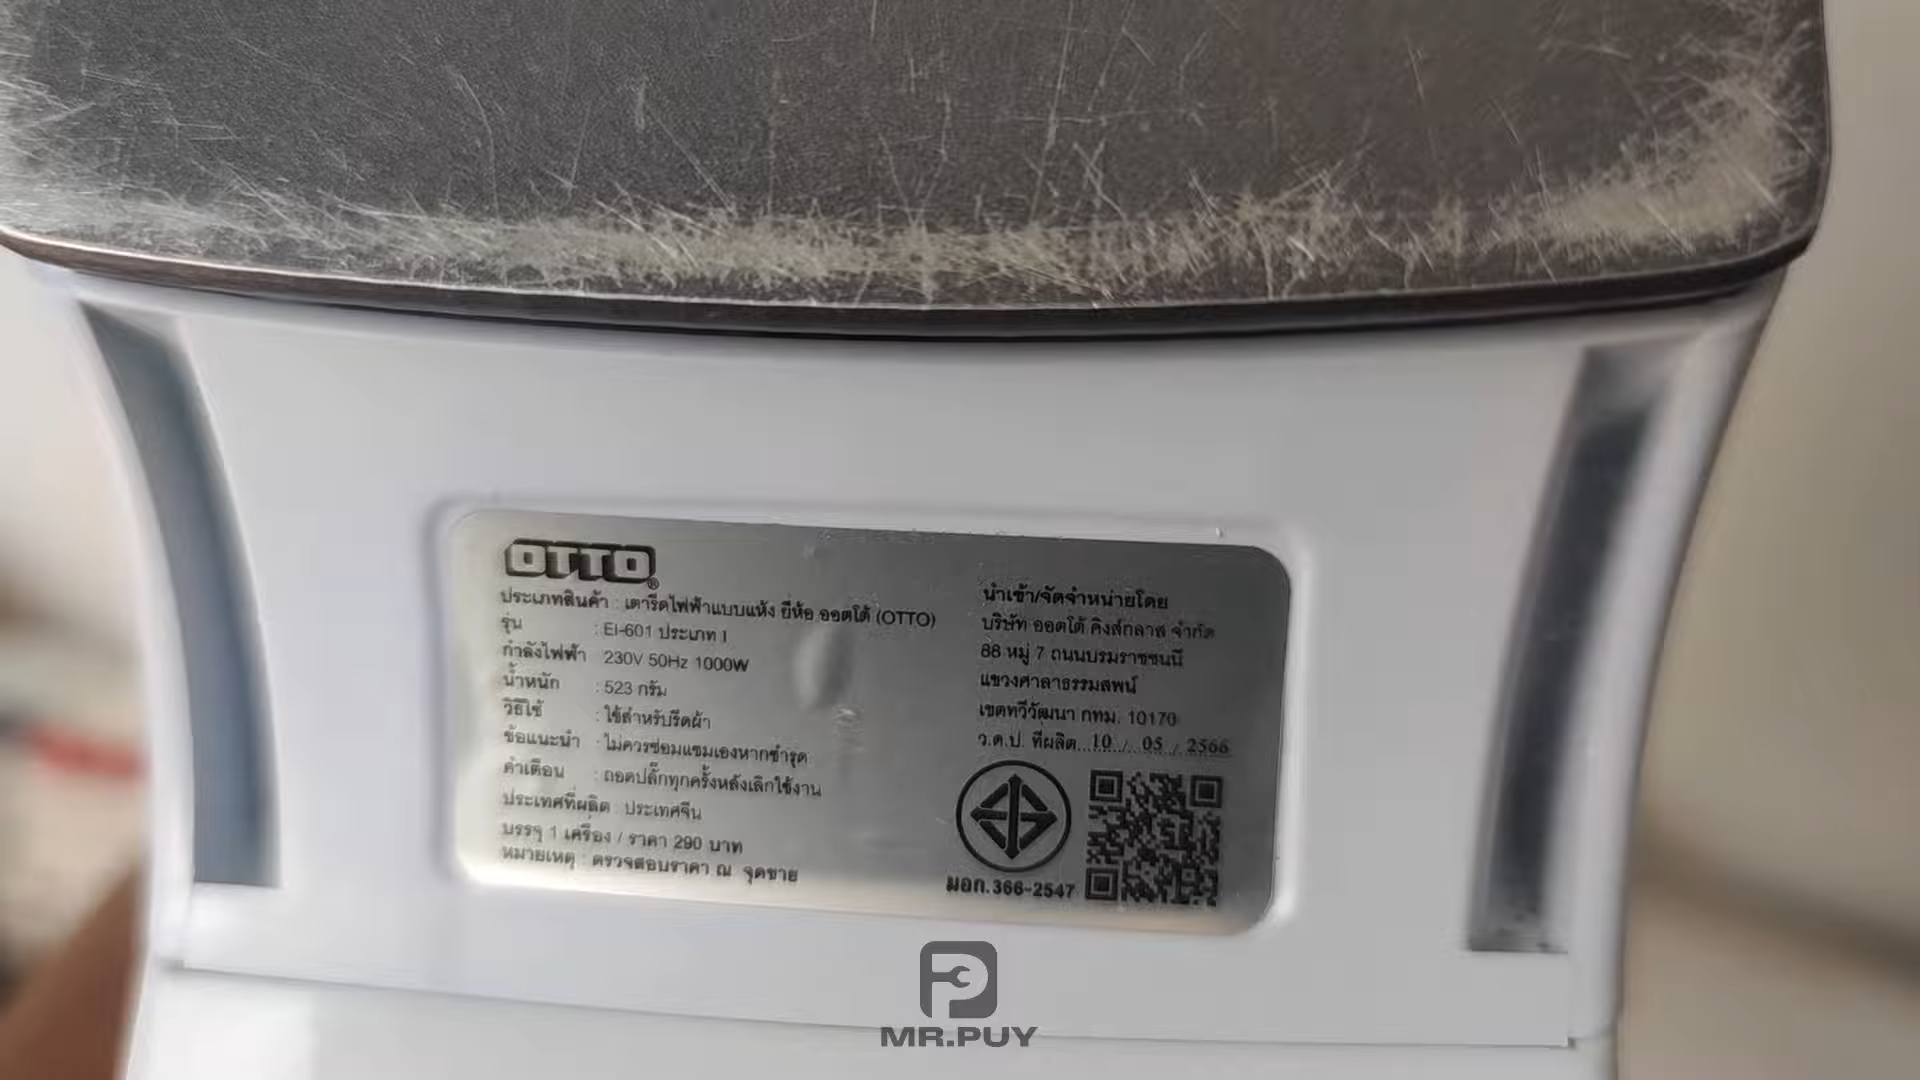 OTTO®
ประเภทสินค้า : เตารีดไฟฟ้าแบบแห้ง ยี่ห้อ ออตโต้ (OTTO)
รุ่น : EI-601 ประเภท I
กำลังไฟฟ้า 230V 50Hz 1000W
น้ำหนัก : 523 กรัม
วิธีใช้ : ใช้สำหรับรีดผ้า
ข้อแนะนำ : ไม่ควรซ่อมแซมเองหากชำรุด
คำเตือน : ถอดปลั๊กทุกครั้งหลังเลิกใช้งาน
ประเทศที่ผลิต : ประเทศจีน
บรรจุ 1 เครื่อง / ราคา 290 บาท
หมายเหตุ : ตรวจสอบราคา ณ จุดขาย
นำเข้า/จัดจำหน่ายโดย
บริษัท ออตโต้ คิงส์กลาส จำกัด
88 หมู่ 7 ถนนบรมราชชนนี
แขวงศาลาธรรมสพน์
เขตทวีวัฒนา กทม. 10170
ว.ด.ป. ที่ผลิต...10../..05../..2566
มอก.366-2547
MR.PUY